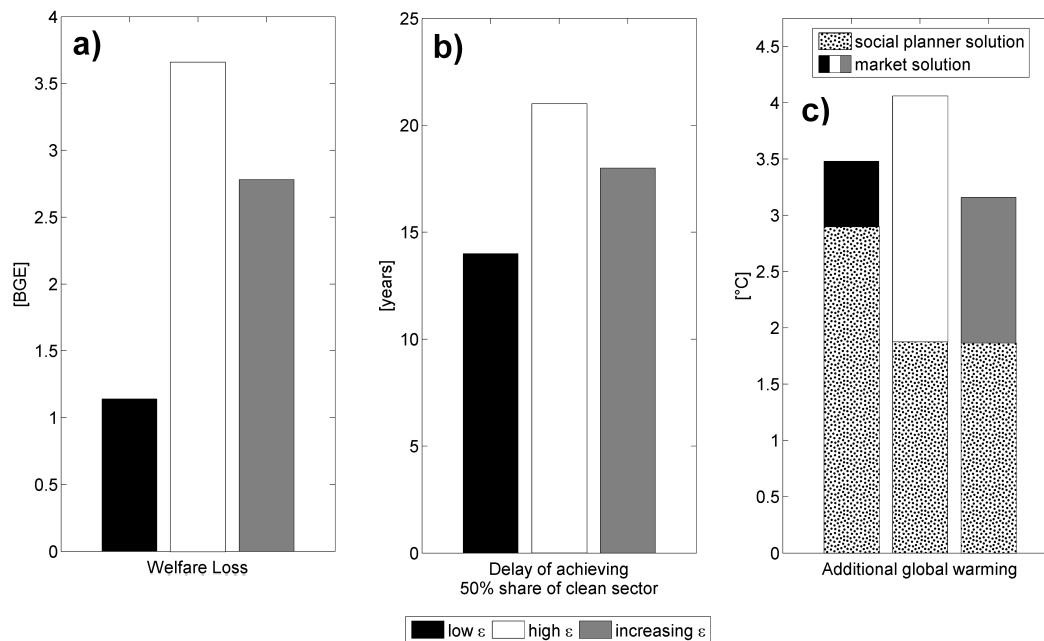 a)
4
3.5
3
2.5
2
1.5
1
0.5
0
[BGE]
Welfare Loss
b)
25
20
15
10
5
0
[years]
Delay of achieving
50% share of clean sector
social planner solution
market solution
c)
4.5
4
3.5
3
2.5
2
1.5
1
0.5
0
[°C]
Additional global warming
low ε high ε increasing ε